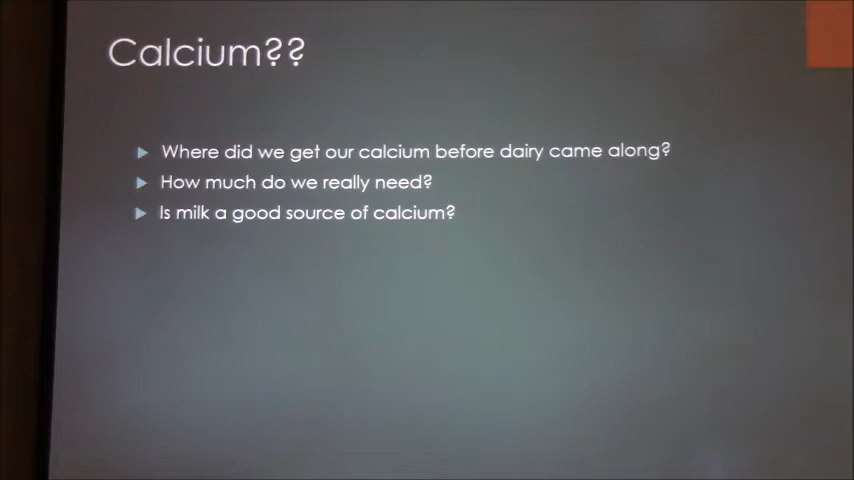 Calcium??
Where did we get our calcium before dairy came along?
How much do we really need?
Is milk a good source of calcium?